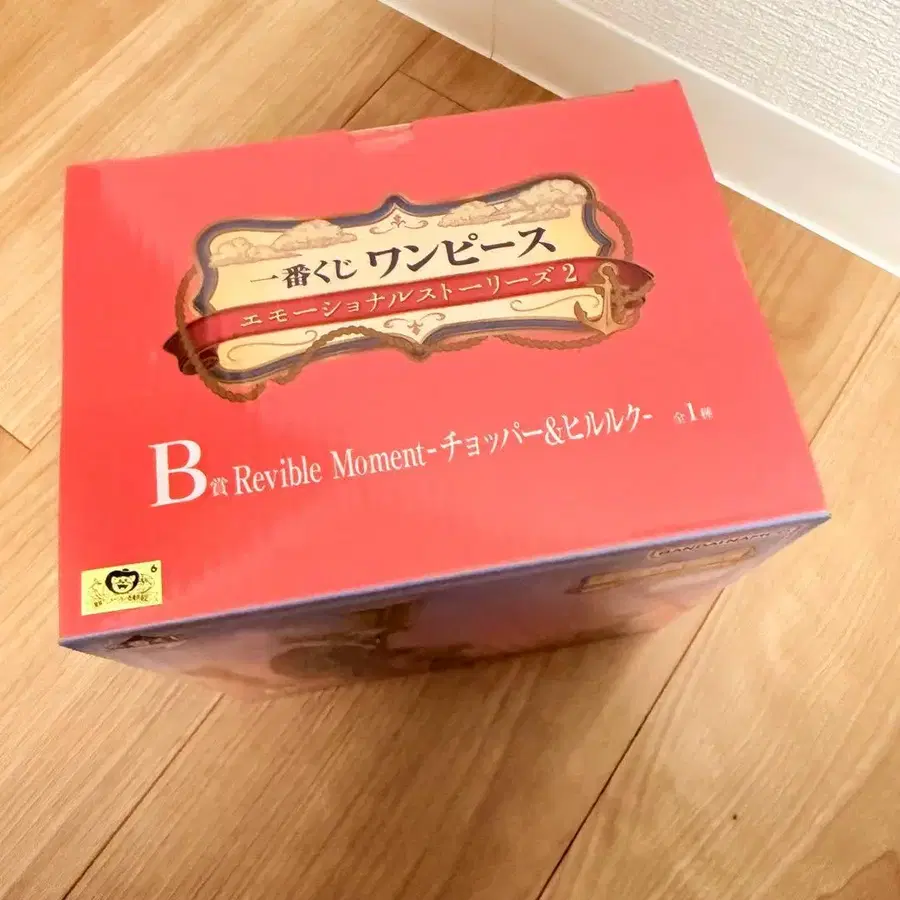 一番くじ ワンピース
エモーショナルストーリーズ2
B賞 Revible Moment-チョッパー&ヒルルク- 全1種
6
BANDAI NAMCO